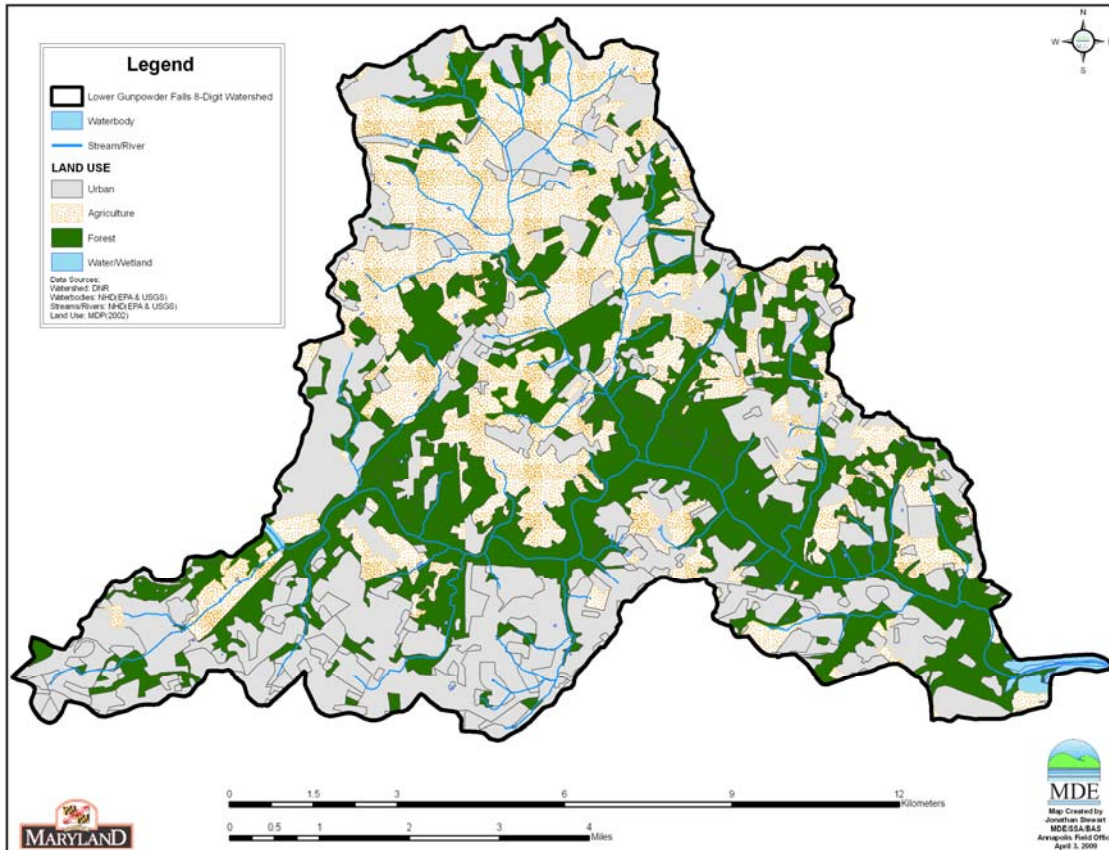 Legend
Lower Gunpowder Falls 8-Digit Watershed
Waterbody
Stream/River
LAND USE
Urban
Agriculture
Forest
Water/Wetland
Data Sources:
Watershed: DNR
Waterbodies: NHD(EPA & USGS)
Streams/Rivers: NHD(EPA & USGS)
Land Use: MDP(2002)
N
W
S
MARYLAND
0 1.5 3 6 9 12
Kilometers
0 0.5 1 2 3 4
Miles
MDE
Map Created by
Jonathan Stewart
MDE/SSA/BAS
Annapolis Field Offic
April 3, 2009